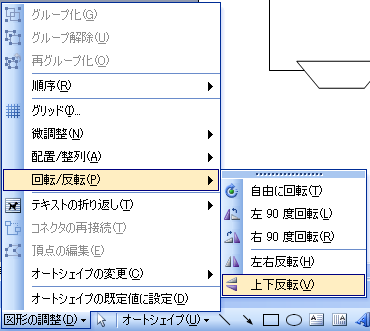 グループ化(G)
グループ解除(U)
再グループ化(O)
順序(R)
グリッド(I)...
微調整(N)
配置/整列(A)
回転/反転(P)
テキストの折り返し(T)
コネクタの再接続(T)
頂点の編集(E)
オートシェイプの変更(C)
オートシェイプの既定値に設定(D)
自由に回転(T)
左 90 度回転(L)
右 90 度回転(R)
左右反転(H)
上下反転(V)
図形の調整(D)
オートシェイプ(U)